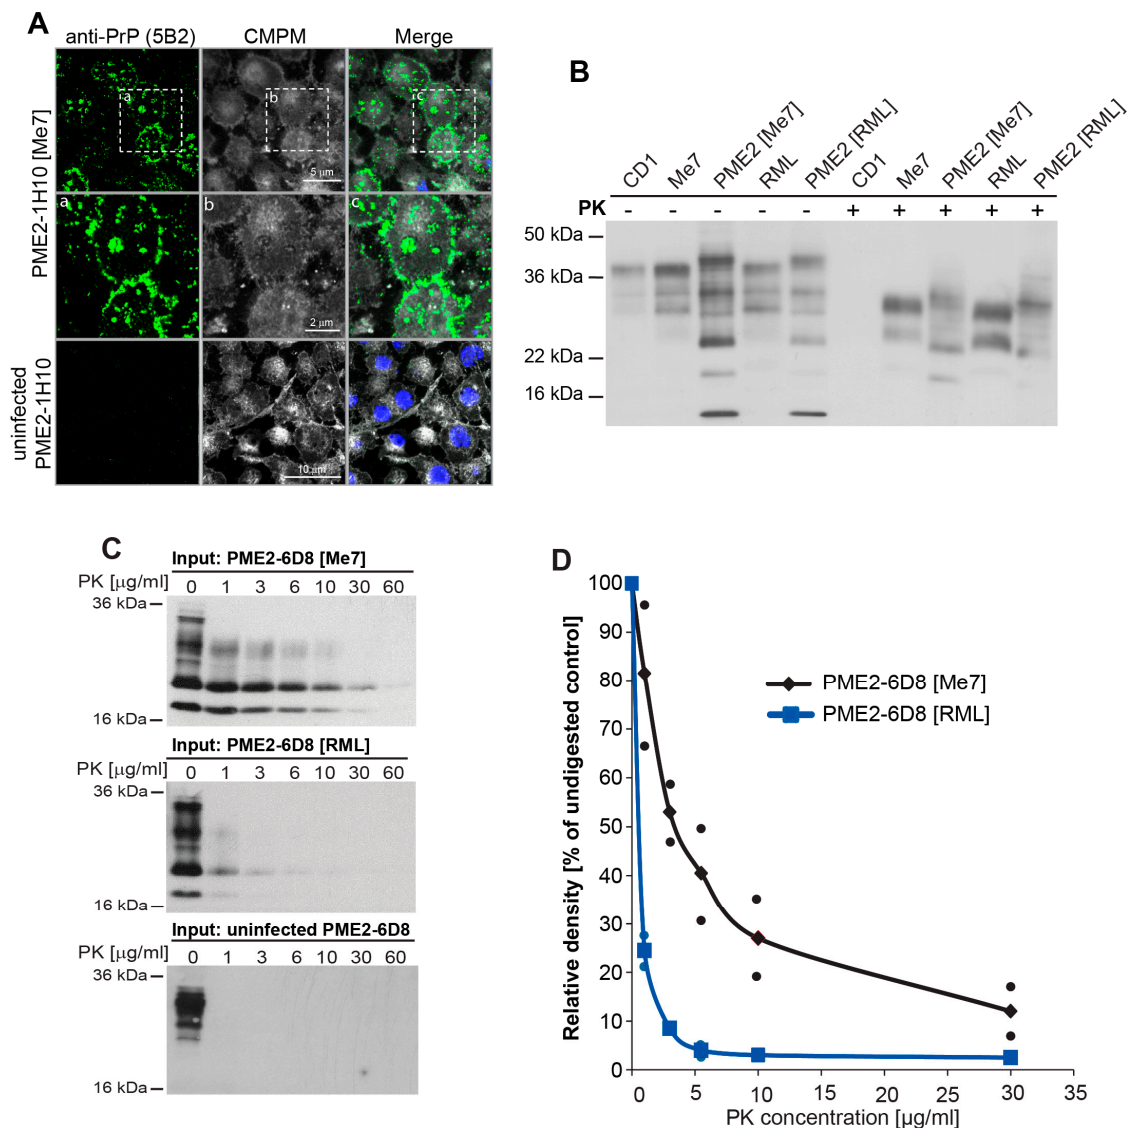 A
anti-PrP (5B2) CMPM Merge
PME2-1H10 [Me7]
a b c
5 µm
a b c
2 µm
uninfected
PME2-1H10
10 µm
B
CD1 Me7 PME2 [Me7] RML PME2 [RML] CD1 Me7 PME2 [Me7] RML PME2 [RML]
PK - - - - - + + + + +
50 kDa
36 kDa
22 kDa
16 kDa
C
Input: PME2-6D8 [Me7]
PK [µg/ml] 0 1 3 6 10 30 60
36 kDa
16 kDa
Input: PME2-6D8 [RML]
PK [µg/ml] 0 1 3 6 10 30 60
36 kDa
16 kDa
Input: uninfected PME2-6D8
PK [µg/ml] 0 1 3 6 10 30 60
36 kDa
16 kDa
D
Relative density [% of undigested control]
100
90
80
70
60
50
40
30
20
10
0
PME2-6D8 [Me7]
PME2-6D8 [RML]
0 5 10 15 20 25 30 35
PK concentration [µg/ml]